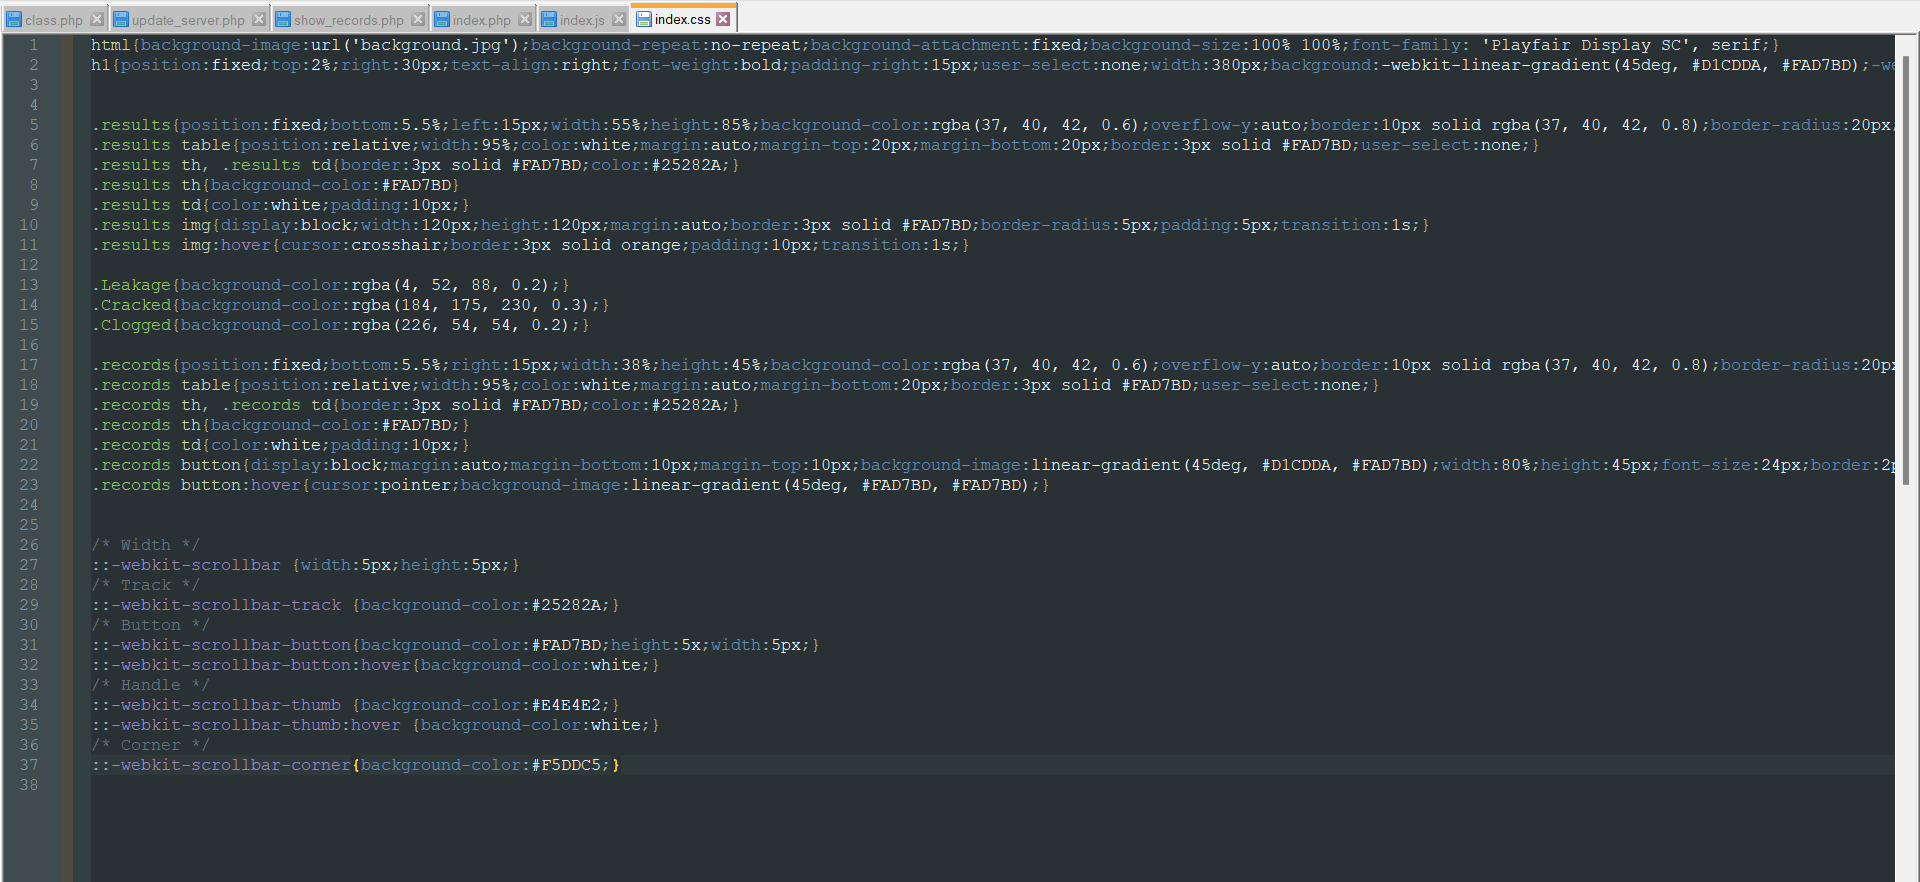 class.php update_server.php show_records.php index.php index.js index.css
1 html{background-image:url('background.jpg');background-repeat:no-repeat;background-attachment:fixed;background-size:100% 100%;font-family: 'Playfair Display SC', serif;}
2 h1{position:fixed;top:2%;right:30px;text-align:right;font-weight:bold;padding-right:15px;user-select:none;width:380px;background:-webkit-linear-gradient(45deg, #D1CDDA, #FAD7BD);-we
3
4
5 .results{position:fixed;bottom:5.5%;left:15px;width:55%;height:85%;background-color:rgba(37, 40, 42, 0.6);overflow-y:auto;border:10px solid rgba(37, 40, 42, 0.8);border-radius:20px;
6 .results table{position:relative;width:95%;color:white;margin:auto;margin-top:20px;margin-bottom:20px;border:3px solid #FAD7BD;user-select:none;}
7 .results th, .results td{border:3px solid #FAD7BD;color:#25282A;}
8 .results th{background-color:#FAD7BD}
9 .results td{color:white;padding:10px;}
10 .results img{display:block;width:120px;height:120px;margin:auto;border:3px solid #FAD7BD;border-radius:5px;padding:5px;transition:1s;}
11 .results img:hover{cursor:crosshair;border:3px solid orange;padding:10px;transition:1s;}
12
13 .Leakage{background-color:rgba(4, 52, 88, 0.2);}
14 .Cracked{background-color:rgba(184, 175, 230, 0.3);}
15 .Clogged{background-color:rgba(226, 54, 54, 0.2);}
16
17 .records{position:fixed;bottom:5.5%;right:15px;width:38%;height:45%;background-color:rgba(37, 40, 42, 0.6);overflow-y:auto;border:10px solid rgba(37, 40, 42, 0.8);border-radius:20px
18 .records table{position:relative;width:95%;color:white;margin:auto;margin-bottom:20px;border:3px solid #FAD7BD;user-select:none;}
19 .records th, .records td{border:3px solid #FAD7BD;color:#25282A;}
20 .records th{background-color:#FAD7BD;}
21 .records td{color:white;padding:10px;}
22 .records button{display:block;margin:auto;margin-bottom:10px;margin-top:10px;background-image:linear-gradient(45deg, #D1CDDA, #FAD7BD);width:80%;height:45px;font-size:24px;border:2p
23 .records button:hover{cursor:pointer;background-image:linear-gradient(45deg, #FAD7BD, #FAD7BD);}
24
25
26 /* Width */
27 ::-webkit-scrollbar {width:5px;height:5px;}
28 /* Track */
29 ::-webkit-scrollbar-track {background-color:#25282A;}
30 /* Button */
31 ::-webkit-scrollbar-button{background-color:#FAD7BD;height:5x;width:5px;}
32 ::-webkit-scrollbar-button:hover{background-color:white;}
33 /* Handle */
34 ::-webkit-scrollbar-thumb {background-color:#E4E4E2;}
35 ::-webkit-scrollbar-thumb:hover {background-color:white;}
36 /* Corner */
37 ::-webkit-scrollbar-corner{background-color:#F5DDC5;}
38